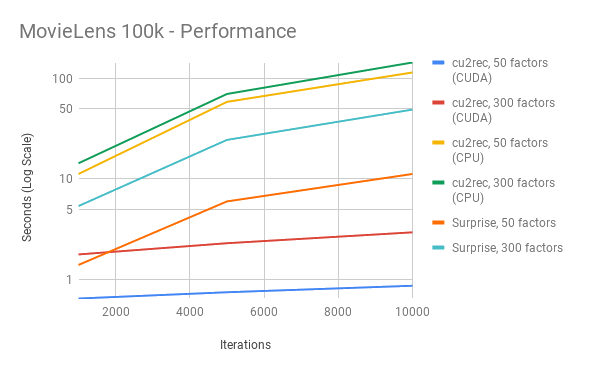 MovieLens 100k - Performance
Seconds (Log Scale)
100
50
10
5
1
2000
4000
6000
8000
10000
Iterations
cu2rec, 50 factors
(CUDA)
cu2rec, 300 factors
(CUDA)
cu2rec, 50 factors
(CPU)
cu2rec, 300 factors
(CPU)
Surprise, 50 factors
Surprise, 300 factors